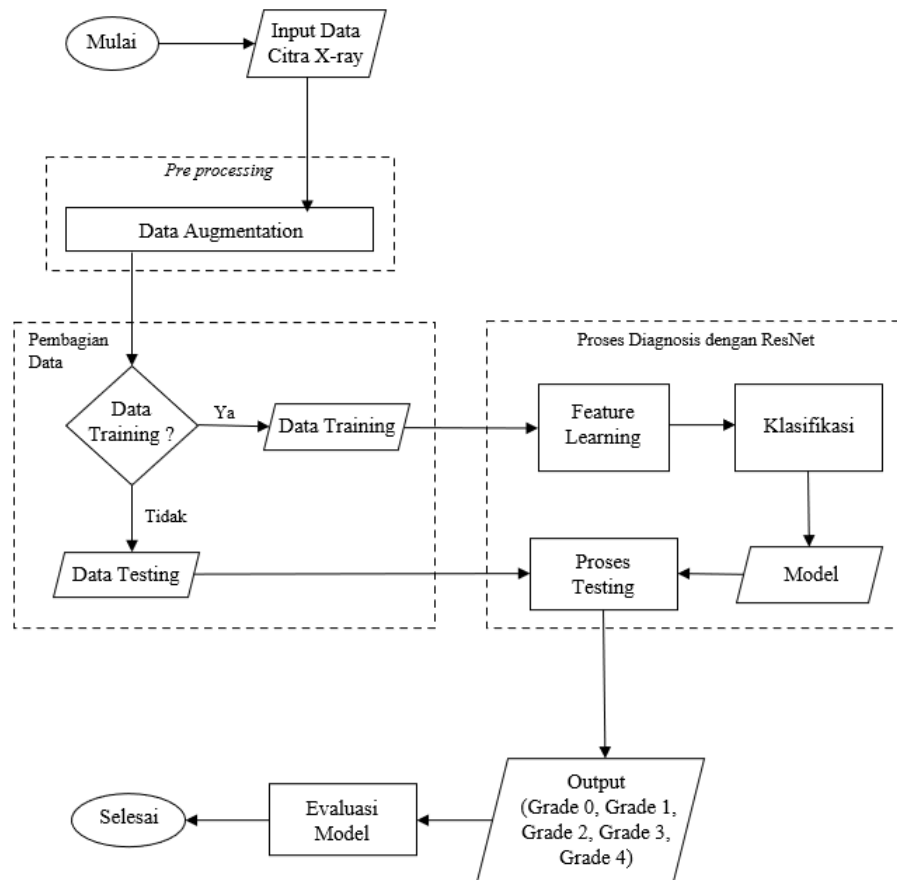 Mulai
Input Data
Citra X-ray
Pre processing
Data Augmentation
Pembagian
Data
Data
Training ?
Ya
Data Training
Tidak
Data Testing
Proses Diagnosis dengan ResNet
Feature
Learning
Klasifikasi
Proses
Testing
Model
Output
(Grade 0, Grade 1,
Grade 2, Grade 3,
Grade 4)
Evaluasi
Model
Selesai